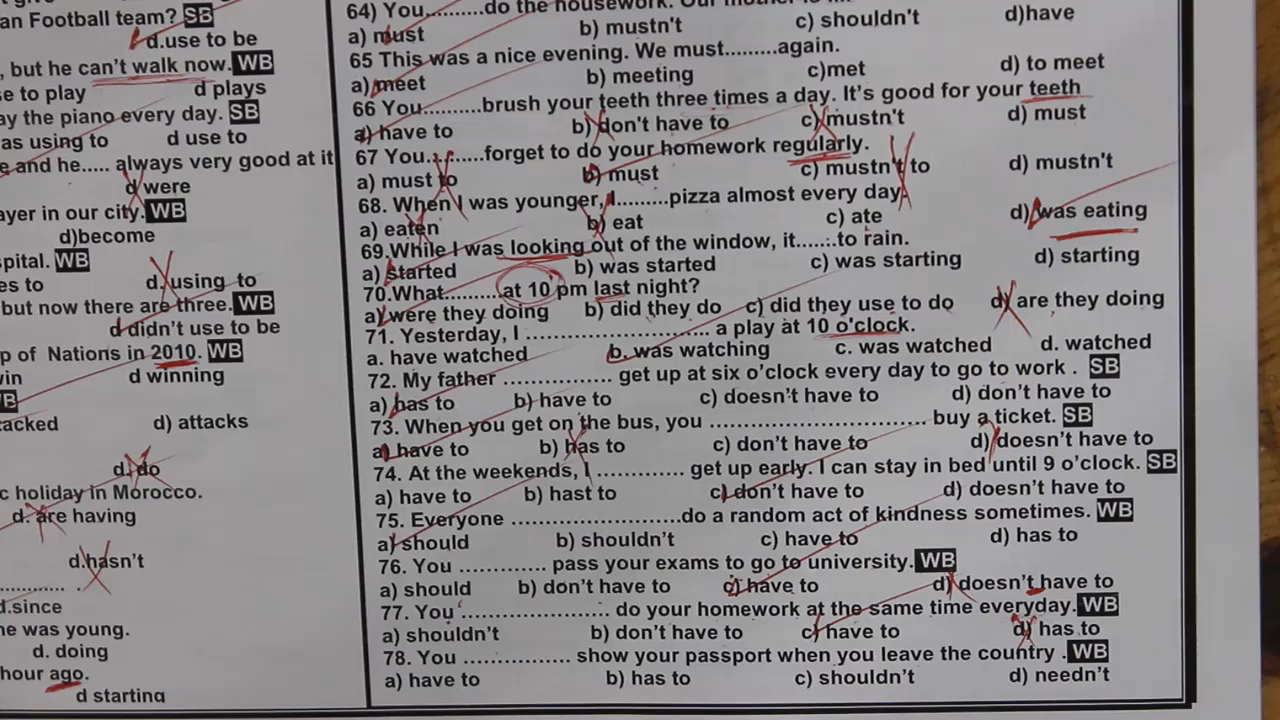 an Football team? SB
d.use to be
, but he can't walk now. WB
se to play d plays
ay the piano every day. SB
as using to d use to
e and he..... always very good at it
d were
ayer in our city. WB
d)become
spital. WB
es to d. using to
but now there are three. WB
d didn't use to be
p of Nations in 2010. WB
win d winning
WB
tacked d) attacks
d. do
c holiday in Morocco.
d. are having
d.hasn't
d.since
he was young.
d. doing
hour ago.
d starting
64) You.........do the housework. Our mother is
a) must b) mustn't c) shouldn't d)have
65 This was a nice evening. We must.........again.
a) meet b) meeting c)met d) to meet
66 You.........brush your teeth three times a day. It's good for your teeth
a) have to b) don't have to c) mustn't d) must
67 You.........forget to do your homework regularly.
a) must to b) must c) mustn't to d) mustn't
68. When I was younger, I.........pizza almost every day.
a) eaten b) eat c) ate d) was eating
69.While I was looking out of the window, it.......to rain.
a) started b) was started c) was starting d) starting
70.What.........at 10 pm last night?
a) were they doing b) did they do c) did they use to do d) are they doing
71. Yesterday, I ............................... a play at 10 o'clock.
a. have watched b. was watching c. was watched d. watched
72. My father ................ get up at six o'clock every day to go to work . SB
a) has to b) have to c) doesn't have to d) don't have to
73. When you get on the bus, you ................................ buy a ticket. SB
a) have to b) has to c) don't have to d) doesn't have to
74. At the weekends, I ............. get up early. I can stay in bed until 9 o'clock. SB
a) have to b) hast to c) don't have to d) doesn't have to
75. Everyone .........................do a random act of kindness sometimes. WB
a) should b) shouldn't c) have to d) has to
76. You ............. pass your exams to go to university. WB
a) should b) don't have to c) have to d) doesn't have to
77. You ...................... do your homework at the same time everyday. WB
a) shouldn't b) don't have to c) have to d) has to
78. You ................ show your passport when you leave the country . WB
a) have to b) has to c) shouldn't d) needn't